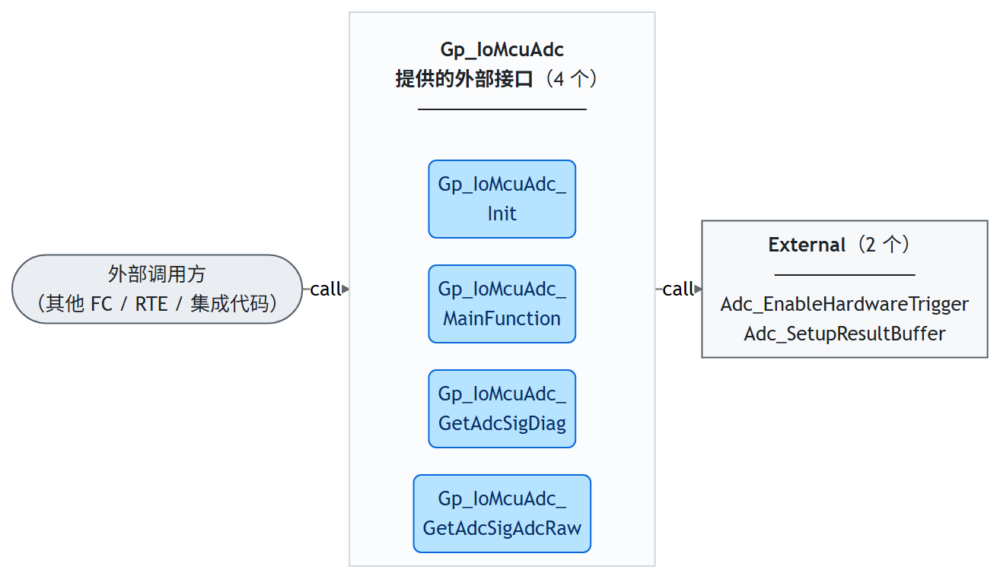 Gp_IoMcuAdc
提供的外部接口（4 个）
Gp_IoMcuAdc_
Init
Gp_IoMcuAdc_
MainFunction
Gp_IoMcuAdc_
GetAdcSigDiag
Gp_IoMcuAdc_
GetAdcSigAdcRaw
外部调用方
（其他 FC / RTE / 集成代码）
call
call
External（2 个）
Adc_EnableHardwareTrigger
Adc_SetupResultBuffer